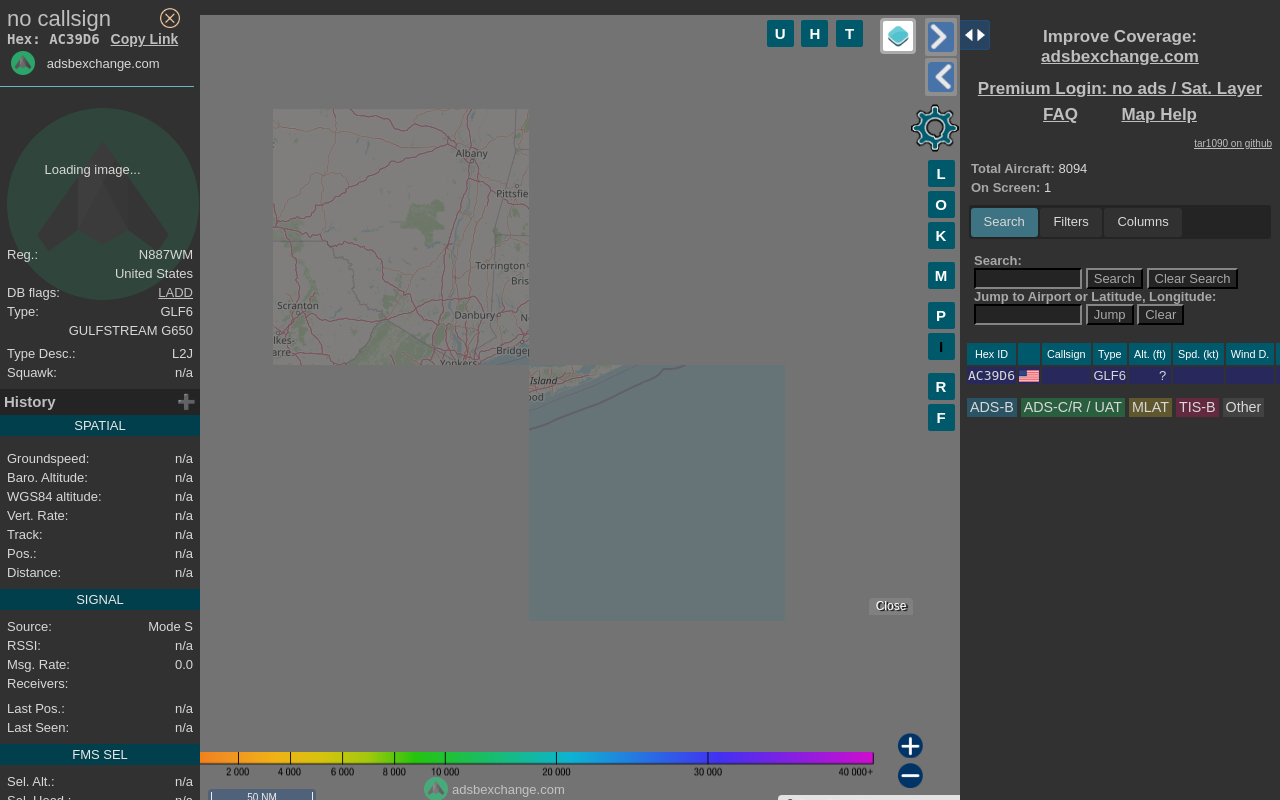 no callsign
Hex: AC39D6 Copy Link
adsbexchange.com
Loading image...
Reg.: N887WM
United States
DB flags: LADD
Type: GLF6
GULFSTREAM G650
Type Desc.: L2J
Squawk: n/a
History
SPATIAL
Groundspeed: n/a
Baro. Altitude: n/a
WGS84 altitude: n/a
Vert. Rate: n/a
Track: n/a
Pos.: n/a
Distance: n/a
SIGNAL
Source: Mode S
RSSI: n/a
Msg. Rate: 0.0
Receivers:
Last Pos.: n/a
Last Seen: n/a
FMS SEL
Sel. Alt.: n/a
Sel. Head.: n/a
U H T
L
O
K
M
P
I
R
F
Albany
Pittsfie
Torrington
Bris
Scranton
Danbury
N
lkes-
arre
Bridgep
Yonkers
Island
ood
Close
2 000 4 000 6 000 8 000 10 000 20 000 30 000 40 000+
adsbexchange.com
50 NM
Improve Coverage:
adsbexchange.com
Premium Login: no ads / Sat. Layer
FAQ Map Help
tar1090 on github
Total Aircraft: 8094
On Screen: 1
Search Filters Columns
Search:
Search Clear Search
Jump to Airport or Latitude, Longitude:
Jump Clear
Hex ID Callsign Type Alt. (ft) Spd. (kt) Wind D.
AC39D6 GLF6 ?
ADS-B ADS-C/R / UAT MLAT TIS-B Other